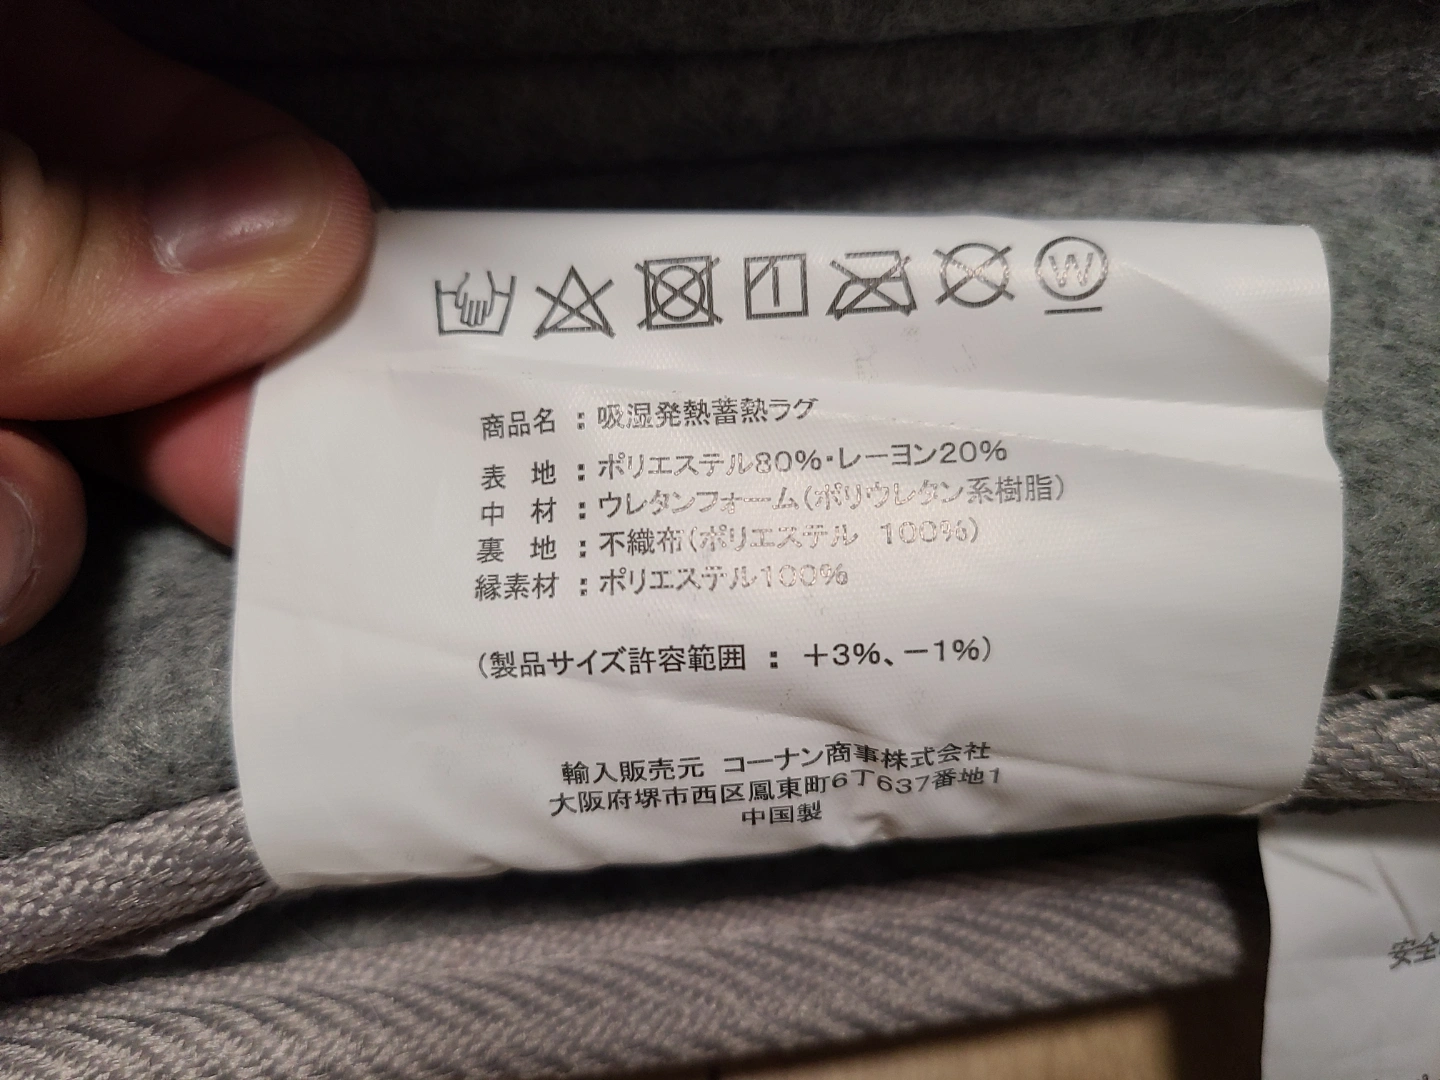 W
商品名：吸湿発熱蓄熱ラグ
表　地：ポリエステル80%・レーヨン20%
中　材：ウレタンフォーム(ポリウレタン系樹脂)
裏　地：不織布(ポリエステル 100%)
縁素材：ポリエステル100%
(製品サイズ許容範囲：+3%、−1%)
輸入販売元 コーナン商事株式会社
大阪府堺市西区鳳東町6丁637番地1
中国製
安全